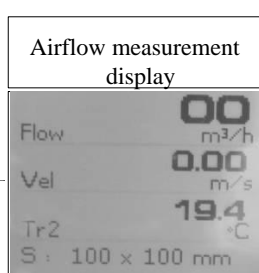 Airflow measurement
display
00
Flow m³/h
0.00
Vel m/s
19.4
Tr2 °C
S : 100 x 100 mm